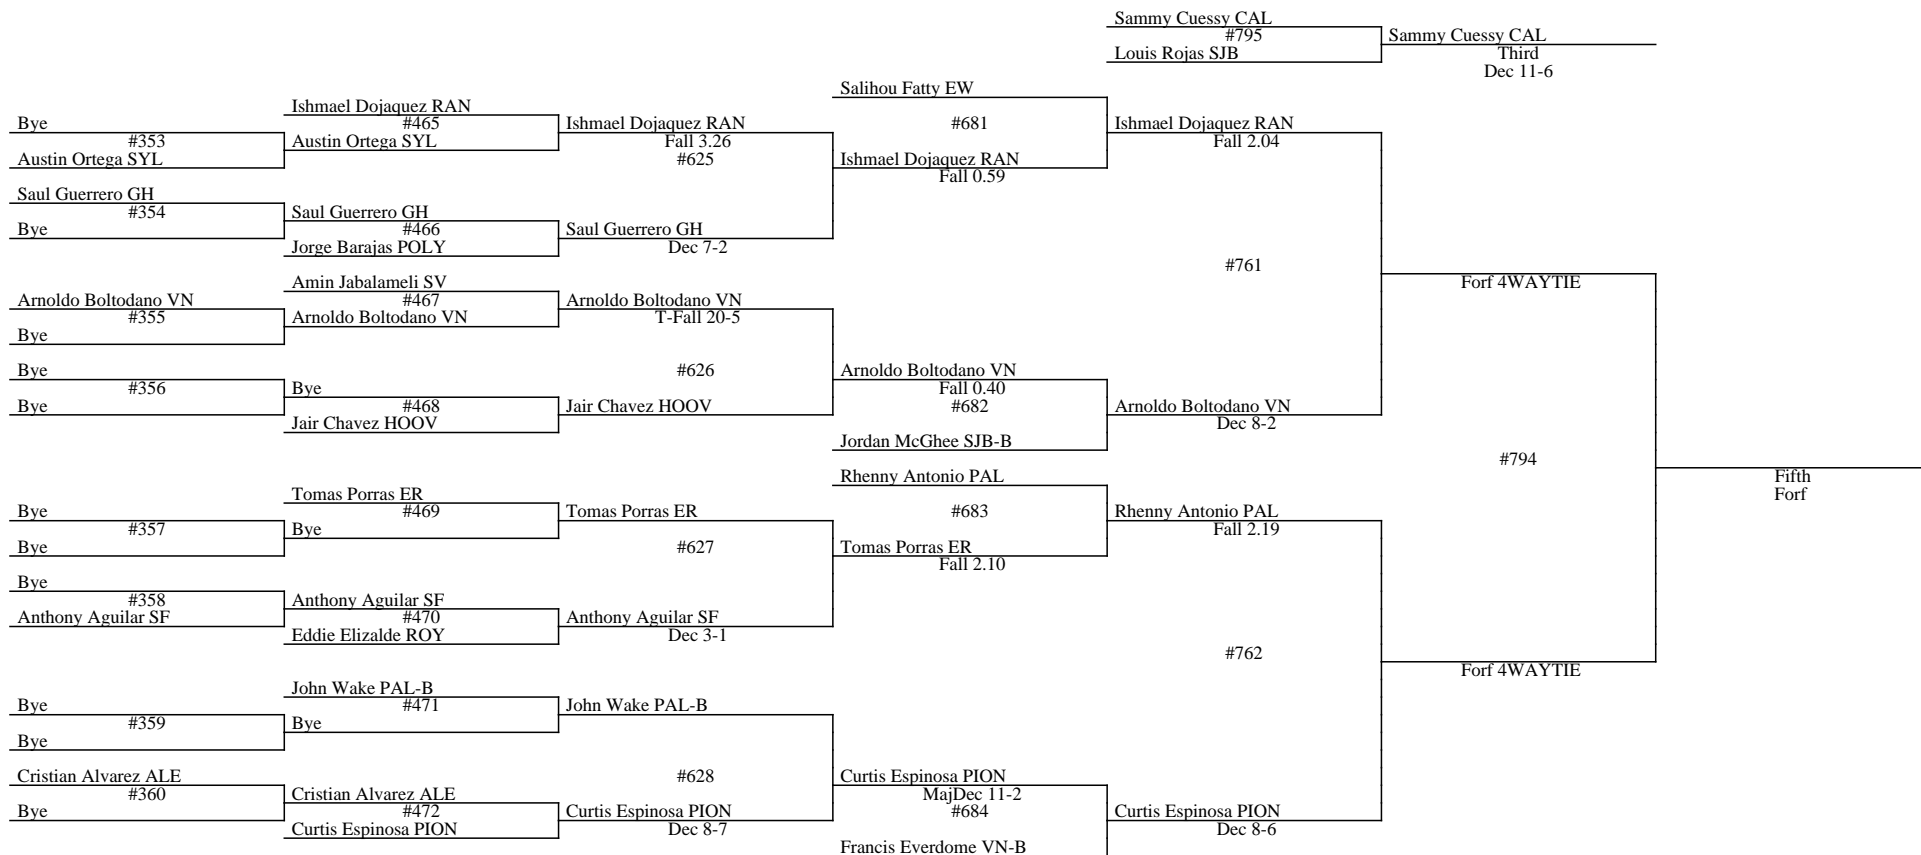 Sammy Cuessy CAL
#795
Louis Rojas SJB
Sammy Cuessy CAL
Third
Dec 11-6
Bye
#353
Austin Ortega SYL
Saul Guerrero GH
#354
Bye
Arnoldo Boltodano VN
#355
Bye
Bye
#356
Bye
Bye
#357
Bye
Bye
#358
Anthony Aguilar SF
Bye
#359
Bye
Cristian Alvarez ALE
#360
Bye
Ishmael Dojaquez RAN
#465
Austin Ortega SYL
Saul Guerrero GH
#466
Jorge Barajas POLY
Amin Jabalameli SV
#467
Arnoldo Boltodano VN
Bye
#468
Jair Chavez HOOV
Tomas Porras ER
#469
Bye
Anthony Aguilar SF
#470
Eddie Elizalde ROY
John Wake PAL-B
#471
Bye
Cristian Alvarez ALE
#472
Curtis Espinosa PION
Ishmael Dojaquez RAN
Fall 3.26
#625
Saul Guerrero GH
Dec 7-2
Arnoldo Boltodano VN
T-Fall 20-5
#626
Jair Chavez HOOV
Tomas Porras ER
#627
Anthony Aguilar SF
Dec 3-1
John Wake PAL-B
#628
Curtis Espinosa PION
Dec 8-7
Salihou Fatty EW
#681
Ishmael Dojaquez RAN
Fall 0.59
Arnoldo Boltodano VN
Fall 0.40
#682
Jordan McGhee SJB-B
Rhenny Antonio PAL
#683
Tomas Porras ER
Fall 2.10
Curtis Espinosa PION
MajDec 11-2
#684
Francis Everdome VN-B
Ishmael Dojaquez RAN
Fall 2.04
#761
Arnoldo Boltodano VN
Dec 8-2
Rhenny Antonio PAL
Fall 2.19
#762
Curtis Espinosa PION
Dec 8-6
Forf 4WAYTIE
#794
Forf 4WAYTIE
Fifth
Forf